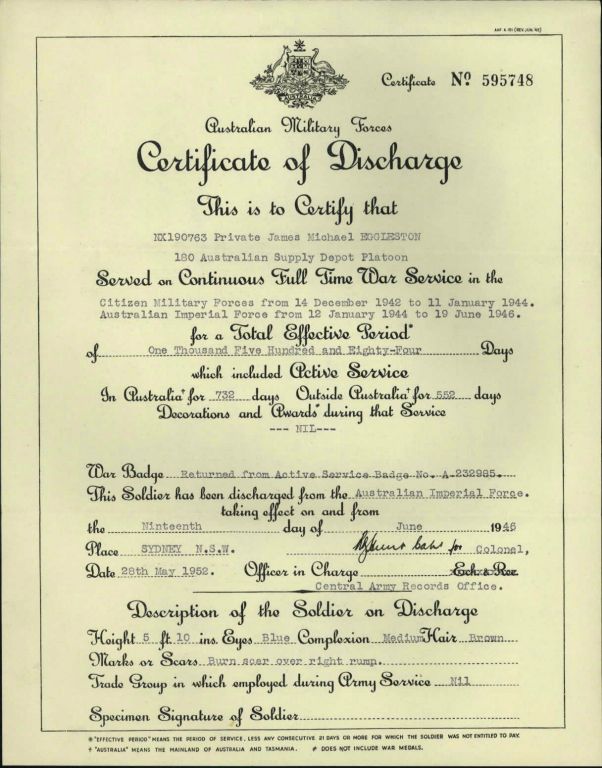 AAF A 191 (REV. JUN. '45)
AUSTRALIA
Certificate Nº 595748
Australian Military Forces
Certificate of Discharge
This is to Certify that
NX190763 Private James Michael EGGLESTON
180 Australian Supply Depot Platoon
Served on Continuous Full Time War Service in the
Citizen Military Forces from 14 December 1942 to 11 January 1944.
Australian Imperial Force from 12 January 1944 to 19 June 1946.
for a Total Effective Period*
of One Thousand Five Hundred and Eighty-Four Days
which included Active Service
In Australia† for 732 days Outside Australia† for 552 days
Decorations and Awards≠ during that Service
--- NIL---
War Badge Returned from Active Service Badge No. A.232985.
This Soldier has been discharged from the Australian Imperial Force.
taking effect on and from
the Ninteenth day of June 1946
Place SYDNEY N.S.W. for Colonel,
Date 28th May 1952. Officer in Charge Ech. & Rec.
Central Army Records Office.
Description of the Soldier on Discharge
Height 5 ft 10 ins. Eyes Blue Complexion Medium Hair Brown
Marks or Scars Burn scar over right rump.
Trade Group in which employed during Army Service Nil
Specimen Signature of Soldier
* "EFFECTIVE PERIOD" MEANS THE PERIOD OF SERVICE, LESS ANY CONSECUTIVE 21 DAYS OR MORE FOR WHICH THE SOLDIER WAS NOT ENTITLED TO PAY.
† "AUSTRALIA" MEANS THE MAINLAND OF AUSTRALIA AND TASMANIA. ≠ DOES NOT INCLUDE WAR MEDALS.